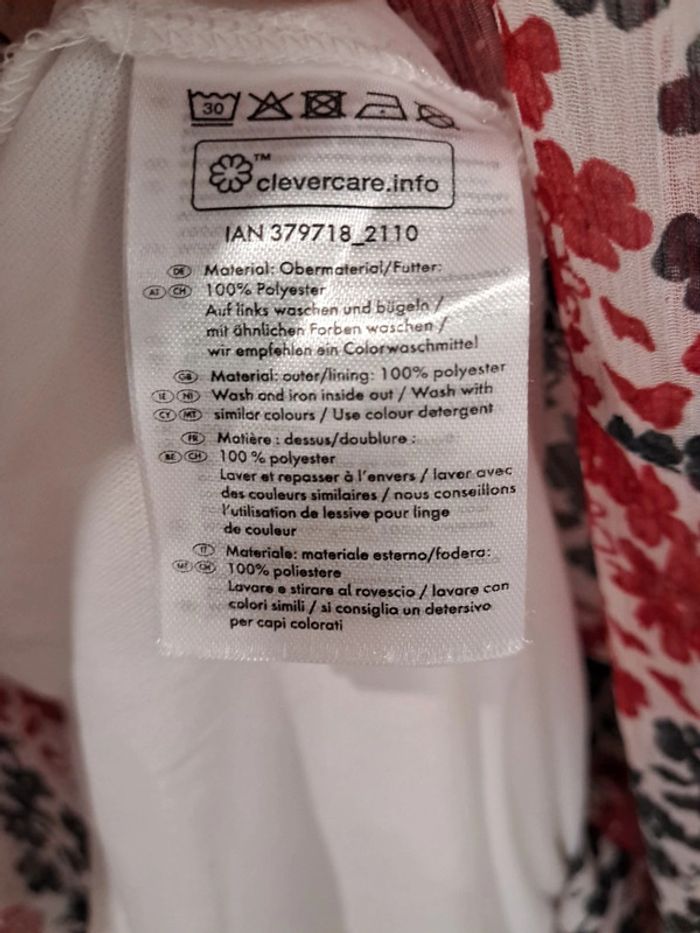 30
™
clevercare.info
IAN 379718_2110
DE Material: Obermaterial/Futter:
AT CH 100% Polyester
Auf links waschen und bügeln /
mit ähnlichen Farben waschen /
wir empfehlen ein Colorwaschmittel
GB Material: outer/lining: 100% polyester
IE NI Wash and iron inside out / Wash with
CY MT similar colours / Use colour detergent
FR Matière : dessus/doublure :
BE CH 100 % polyester
Laver et repasser à l'envers / laver avec
des couleurs similaires / nous conseillons
l'utilisation de lessive pour linge
de couleur
IT Materiale: materiale esterno/fodera:
MT CH 100% poliestere
Lavare e stirare al rovescio / lavare con
colori simili / si consiglia un detersivo
per capi colorati